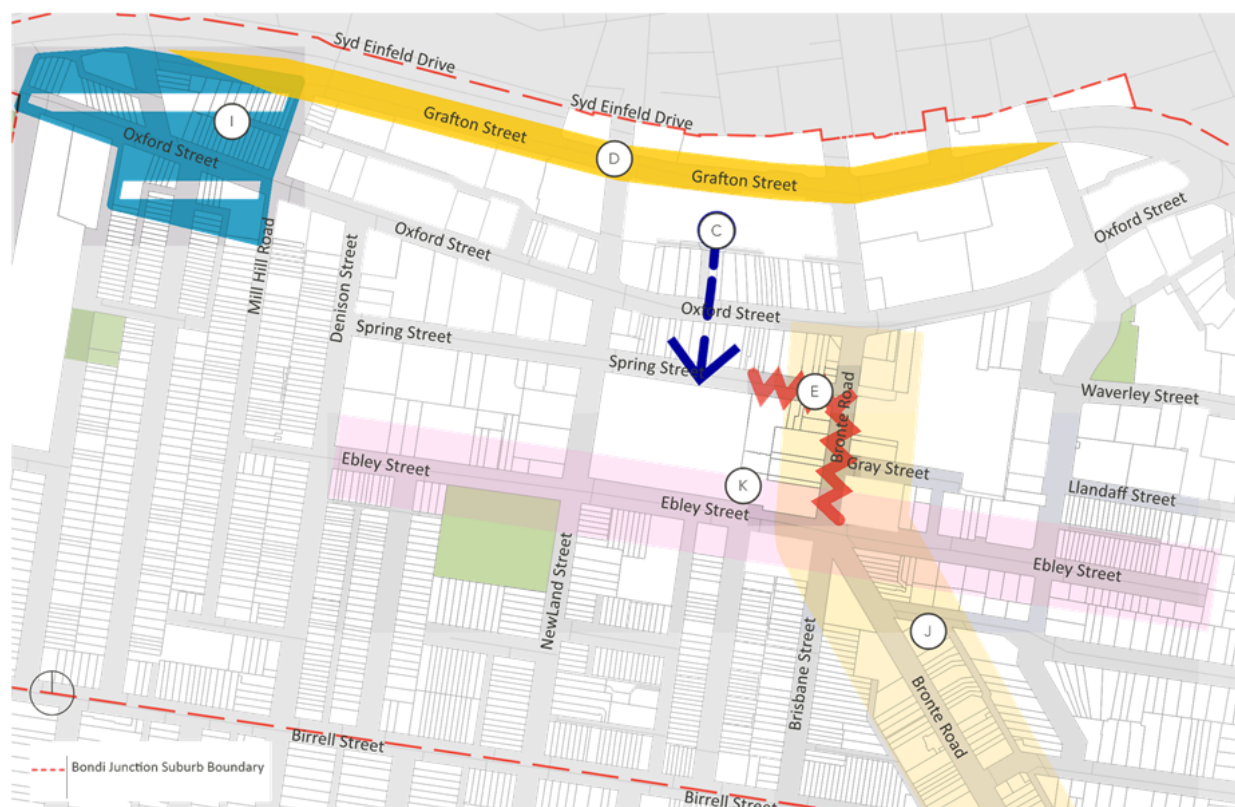 Syd Einfeld Drive
Syd Einfeld Drive
Grafton Street
I
Oxford Street
D
Grafton Street
Oxford Street
C
Oxford Street
Mill Hill Road
Denison Street
Oxford Street
Spring Street
Spring Street
E
Bronte Road
Waverley Street
Ebley Street
Gray Street
K
Llandaff Street
Ebley Street
Ebley Street
NewLand Street
J
Brisbane Street
Bronte Road
Birrell Street
Bondi Junction Suburb Boundary
Birrell Street